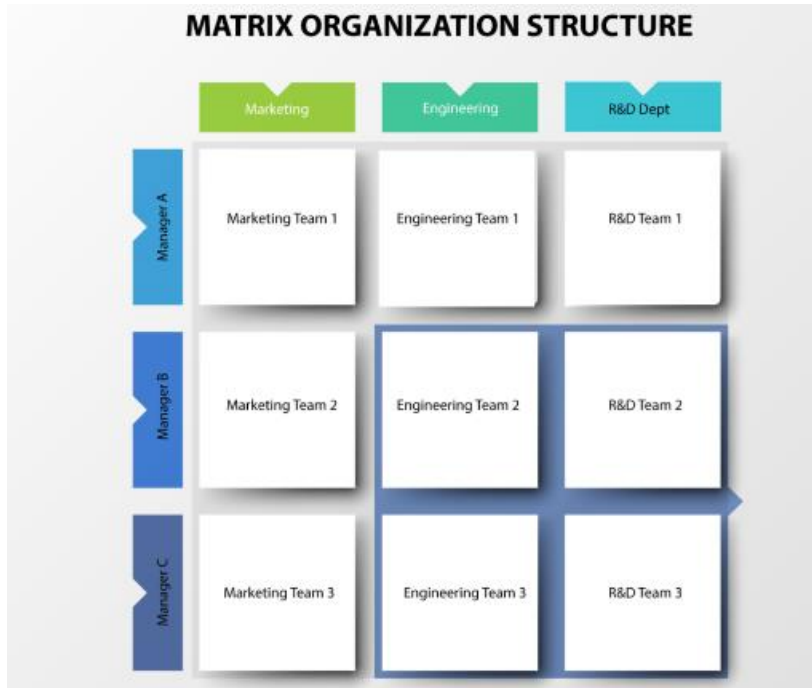 MATRIX ORGANIZATION STRUCTURE
Marketing
Engineering
R&D Dept
Manager A
Marketing Team 1
Engineering Team 1
R&D Team 1
Manager B
Marketing Team 2
Engineering Team 2
R&D Team 2
Manager C
Marketing Team 3
Engineering Team 3
R&D Team 3